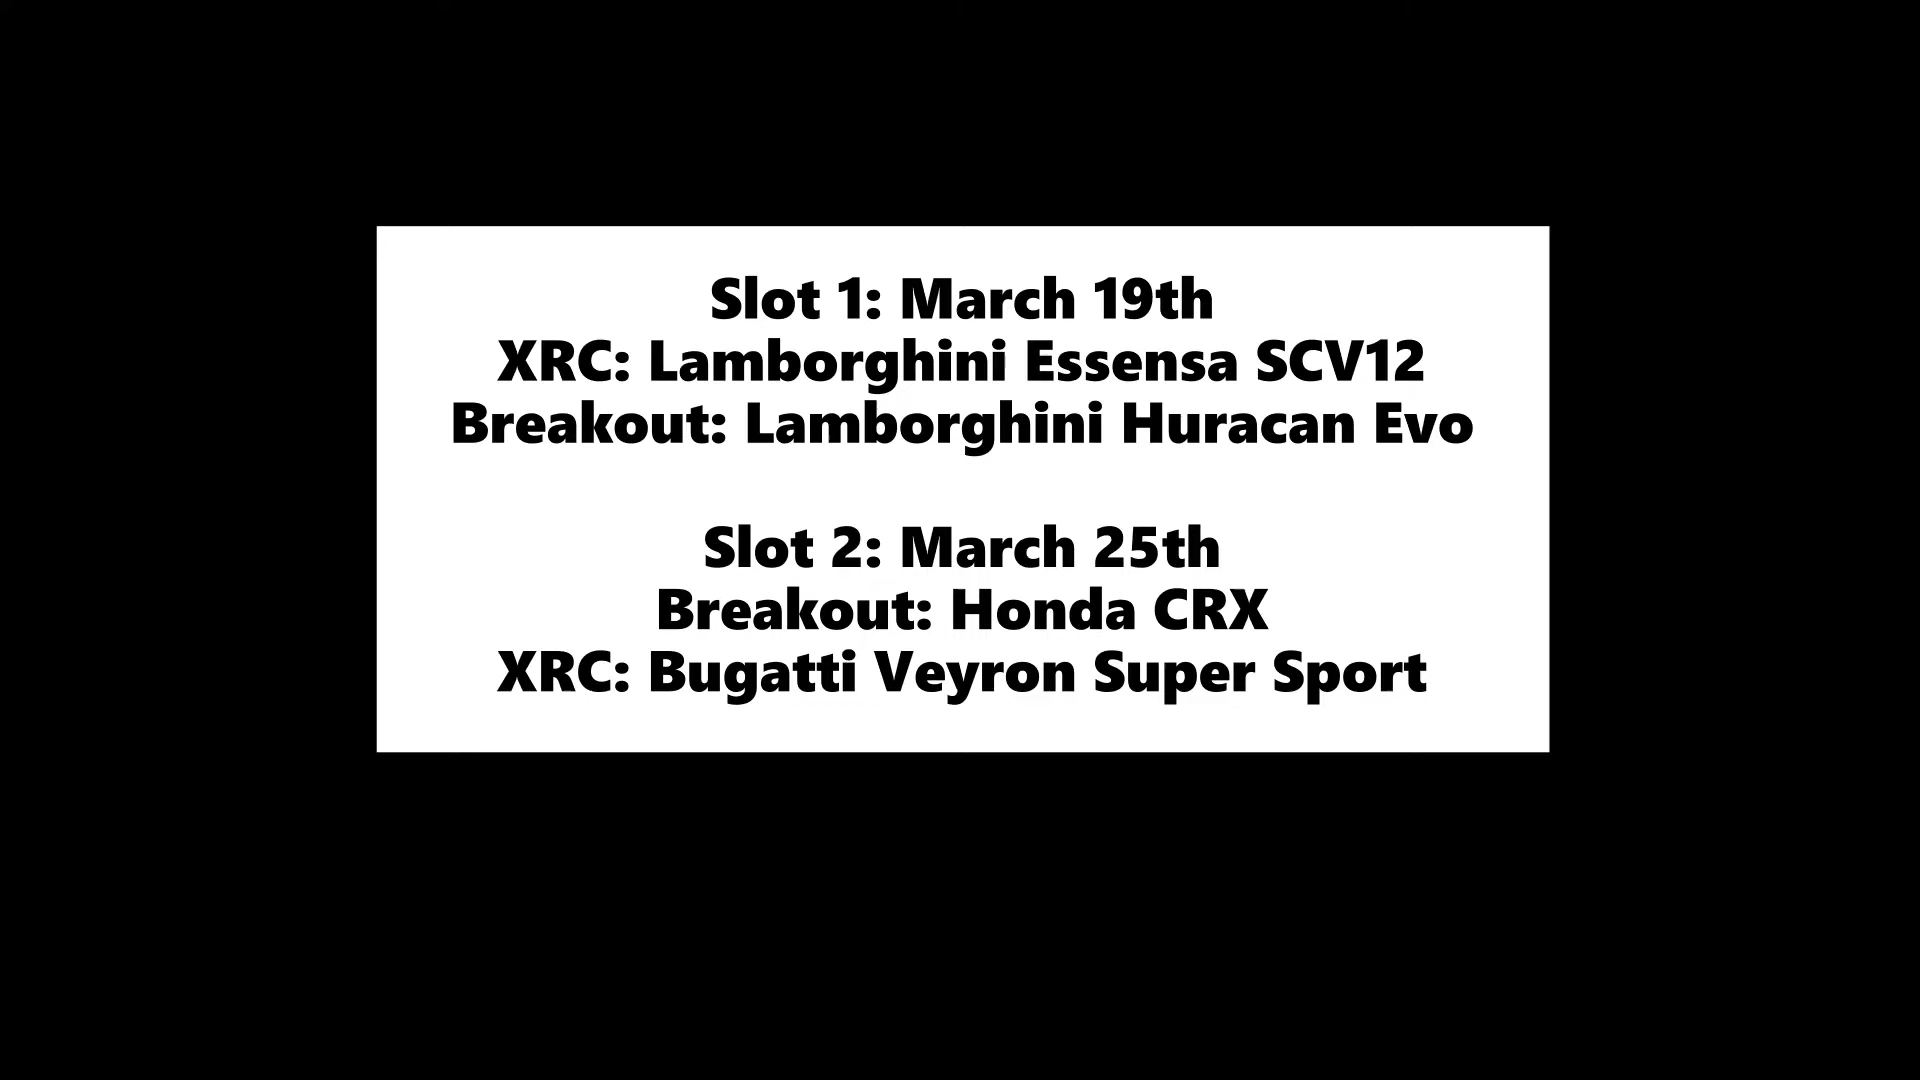 Slot 1: March 19th
XRC: Lamborghini Essensa SCV12
Breakout: Lamborghini Huracan Evo
Slot 2: March 25th
Breakout: Honda CRX
XRC: Bugatti Veyron Super Sport